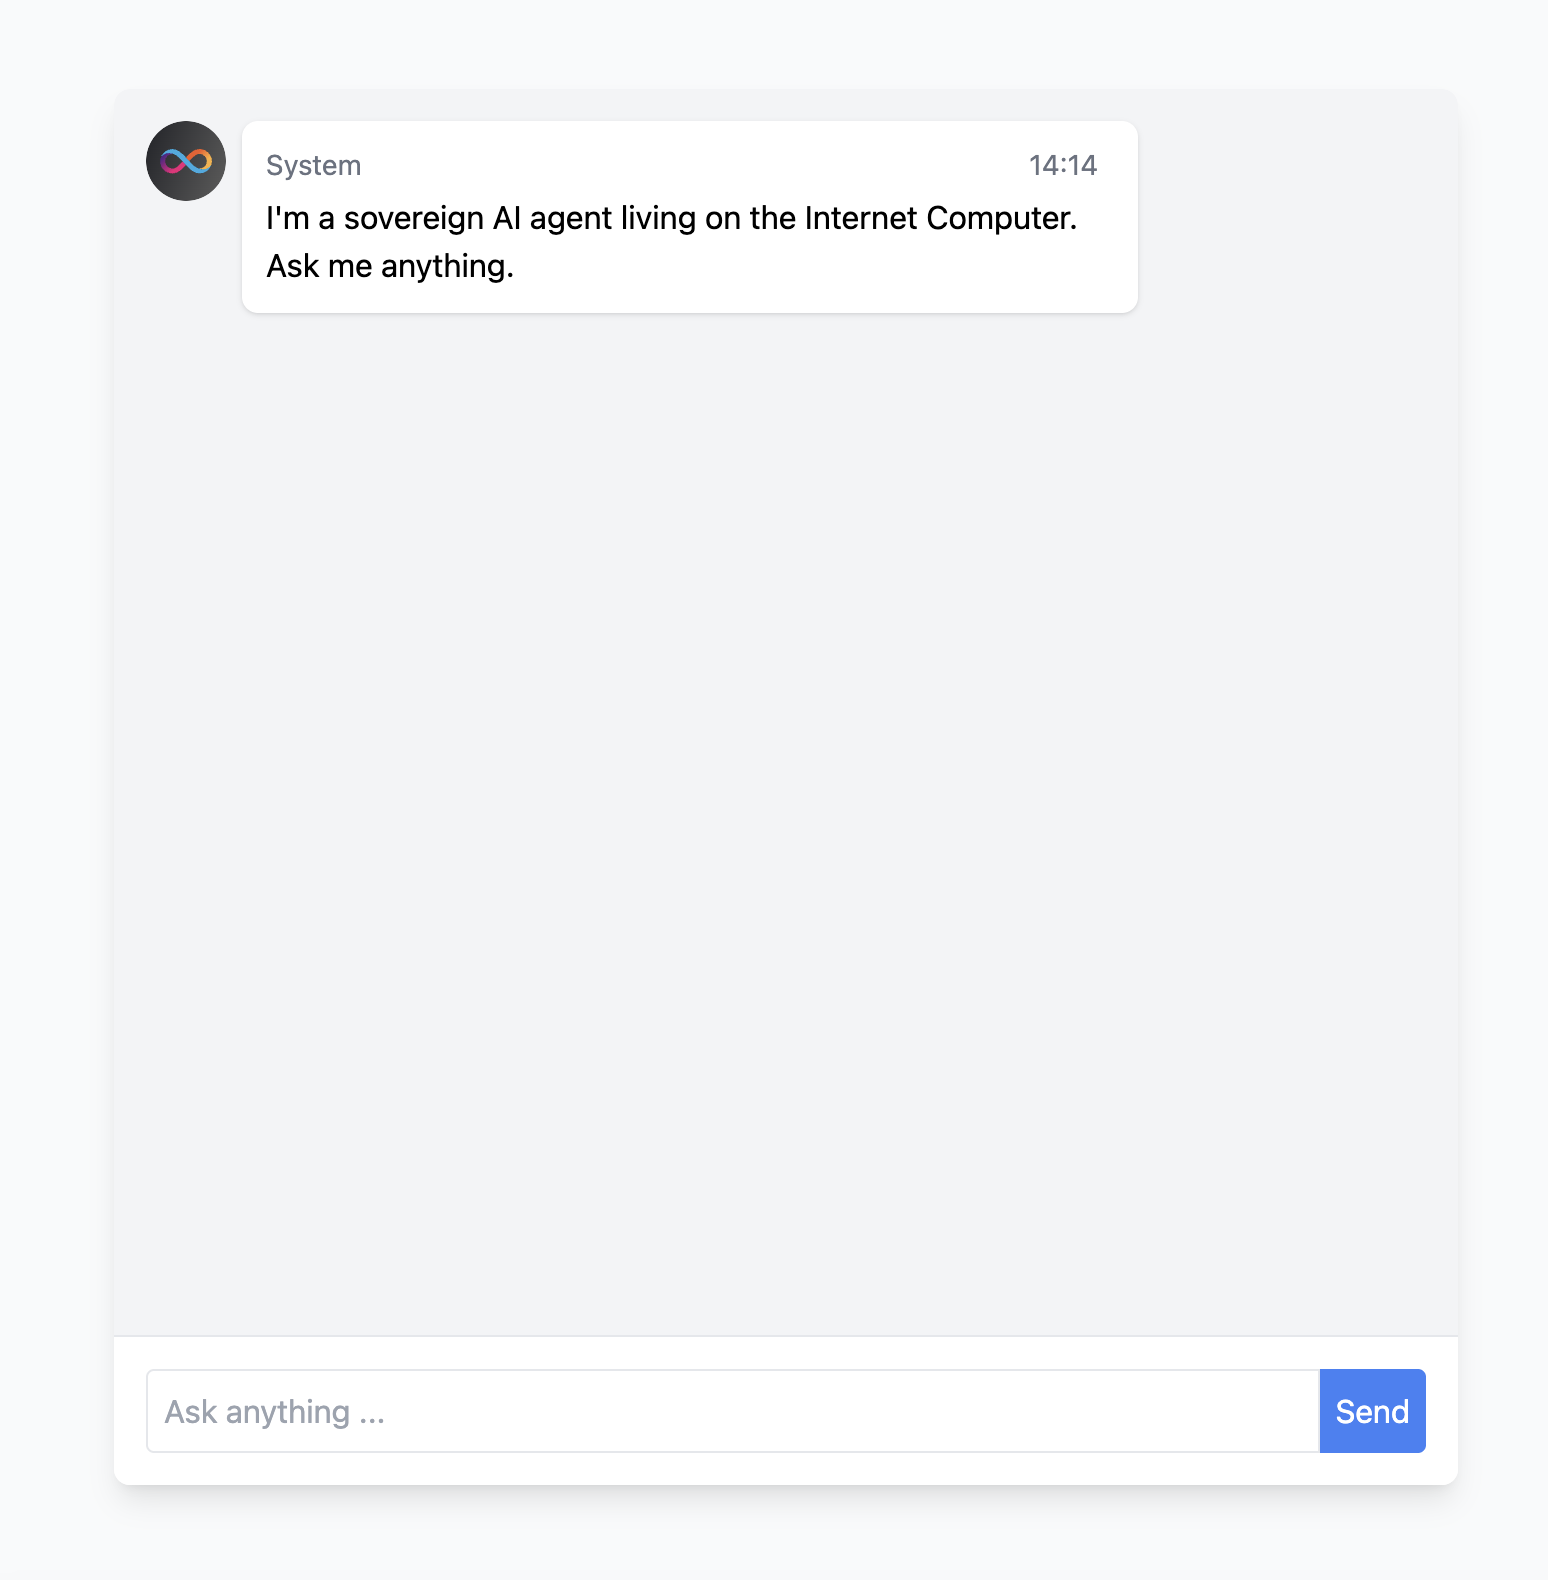 System 14:14
I'm a sovereign AI agent living on the Internet Computer.
Ask me anything.
Ask anything ... Send